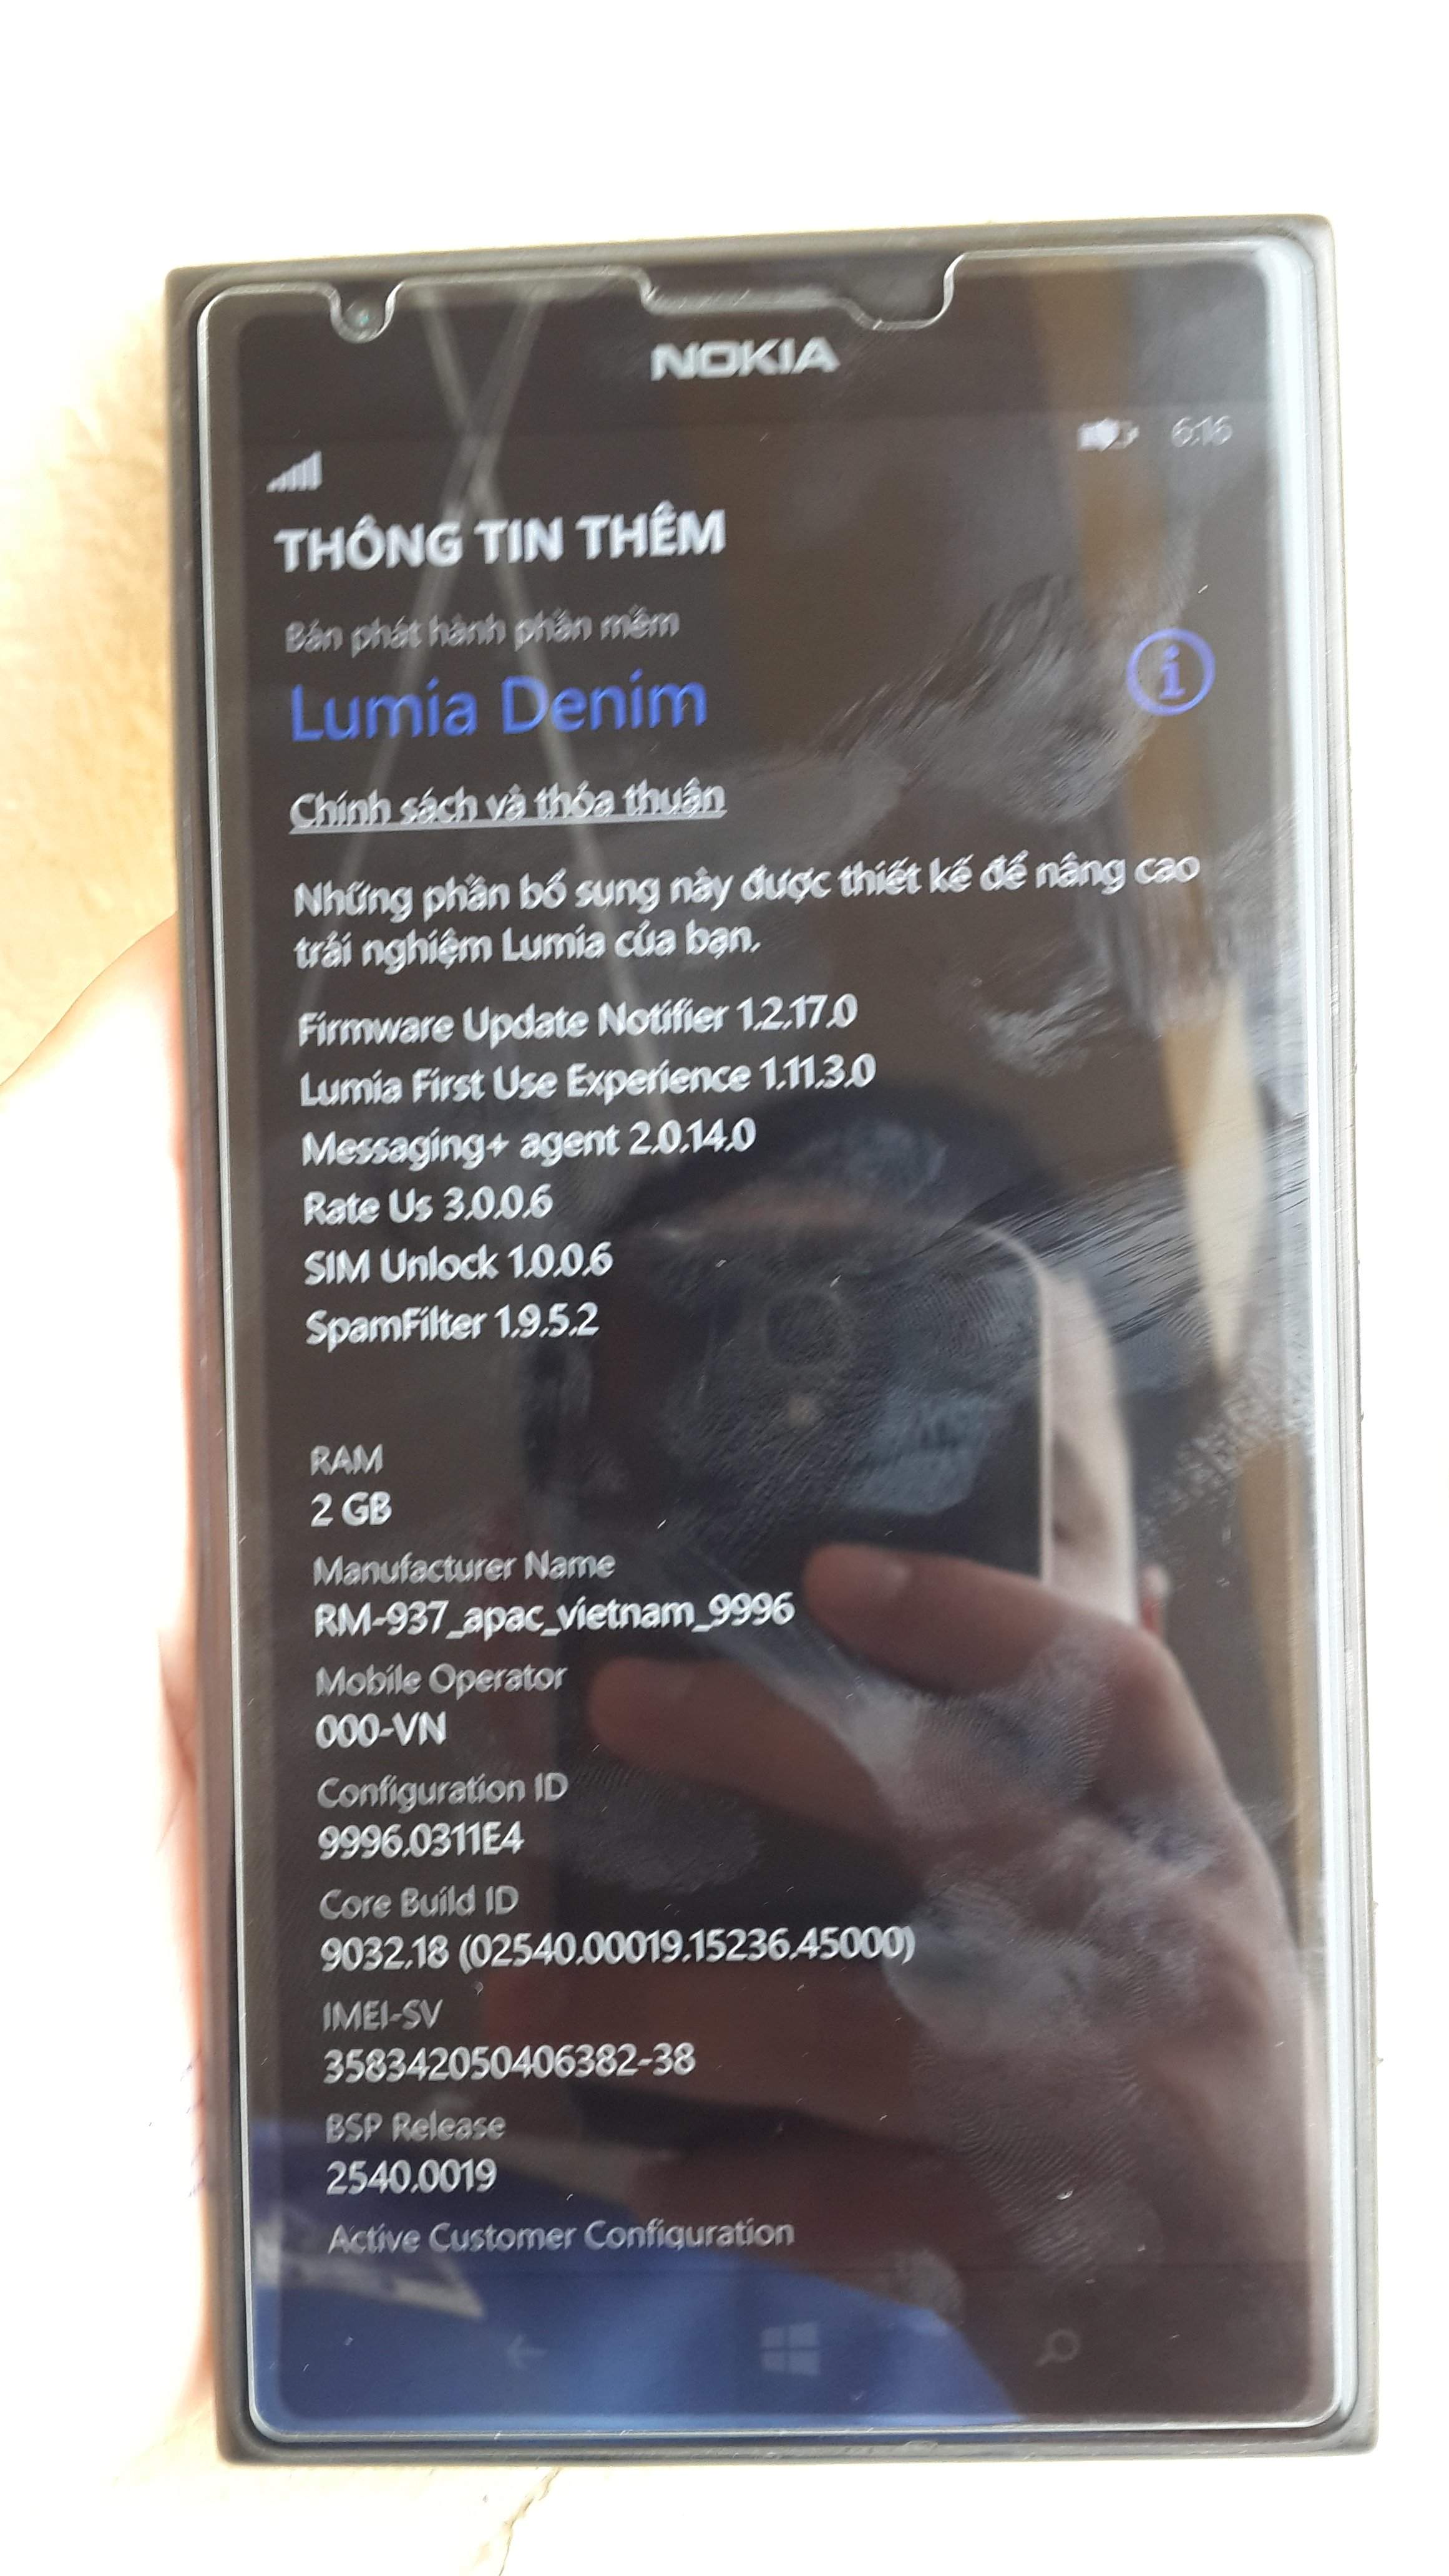 NOKIA
6:16
THÔNG TIN THÊM
Bản phát hành phần mềm
Lumia Denim
Chính sách và thỏa thuận
Những phần bổ sung này được thiết kế để nâng cao
trải nghiệm Lumia của bạn.
Firmware Update Notifier 1.2.17.0
Lumia First Use Experience 1.11.3.0
Messaging+ agent 2.0.14.0
Rate Us 3.0.0.6
SIM Unlock 1.0.0.6
SpamFilter 1.9.5.2
RAM
2 GB
Manufacturer Name
RM-937_apac_vietnam_9996
Mobile Operator
000-VN
Configuration ID
9996.0311E4
Core Build ID
9032.18 (02540.00019.15236.45000)
IMEI-SV
358342050406382-38
BSP Release
2540.0019
Active Customer Configuration